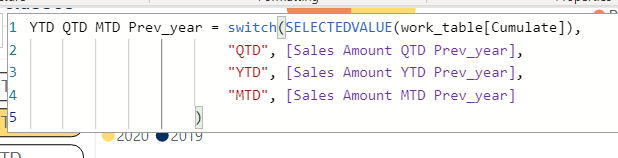 1 YTD QTD MTD Prev_year = switch(SELECTEDVALUE(work_table[Cumulate]),
2 "QTD", [Sales Amount QTD Prev_year],
3 "YTD", [Sales Amount YTD Prev_year],
4 "MTD", [Sales Amount MTD Prev_year]
5 )
2020 2019